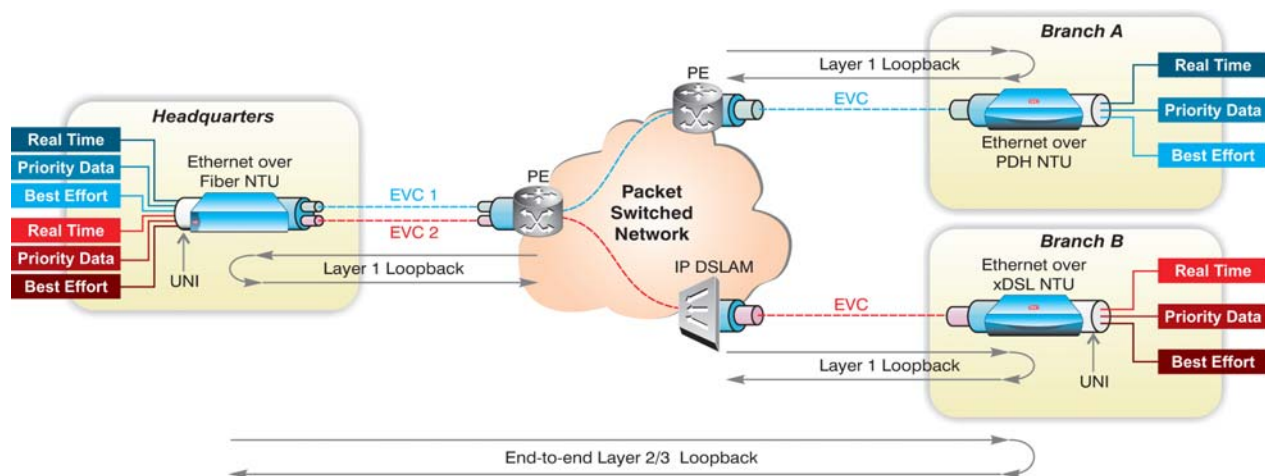 Headquarters
Real Time
Priority Data
Best Effort
Real Time
Priority Data
Best Effort
Ethernet over
Fiber NTU
UNI
EVC 1
EVC 2
Layer 1 Loopback
PE
PE
Packet
Switched
Network
IP DSLAM
Layer 1 Loopback
EVC
Branch A
Ethernet over
PDH NTU
Real Time
Priority Data
Best Effort
EVC
Layer 1 Loopback
Branch B
Ethernet over
xDSL NTU
UNI
Real Time
Priority Data
Best Effort
End-to-end Layer 2/3 Loopback